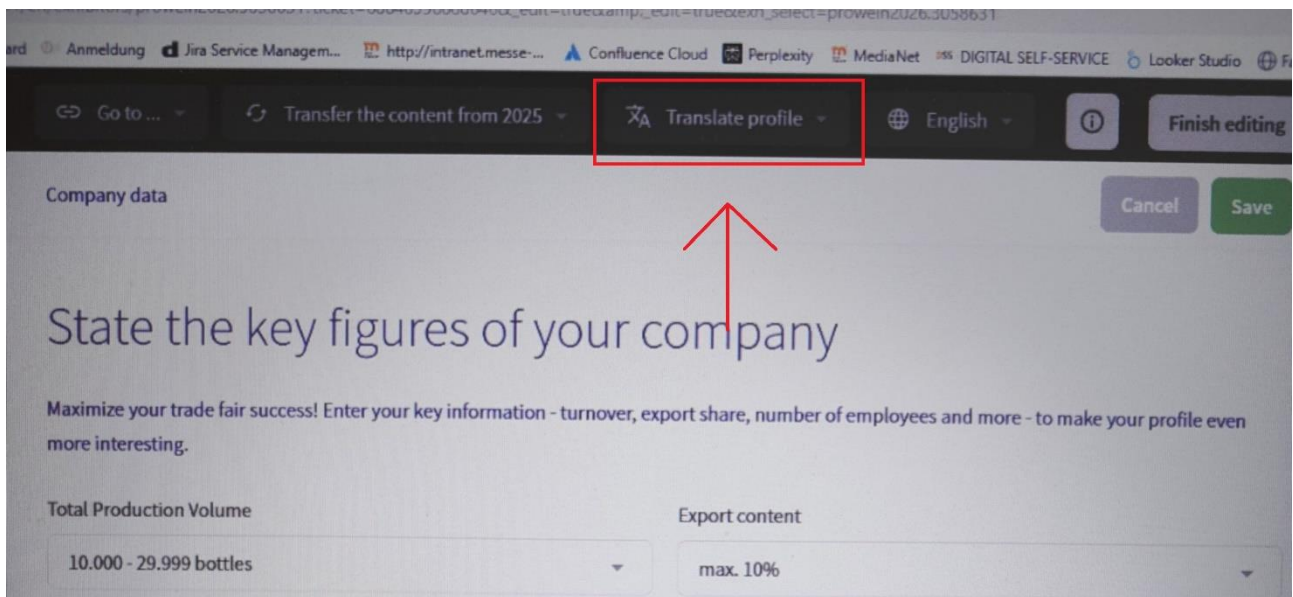 ard Anmeldung Jira Service Managem... http://intranet.messe-... Confluence Cloud Perplexity MediaNet DIGITAL SELF-SERVICE Looker Studio
Go to ... Transfer the content from 2025 Translate profile English Finish editing
Company data Cancel Save
State the key figures of your company
Maximize your trade fair success! Enter your key information - turnover, export share, number of employees and more - to make your profile even
more interesting.
Total Production Volume Export content
10.000 - 29.999 bottles max. 10%